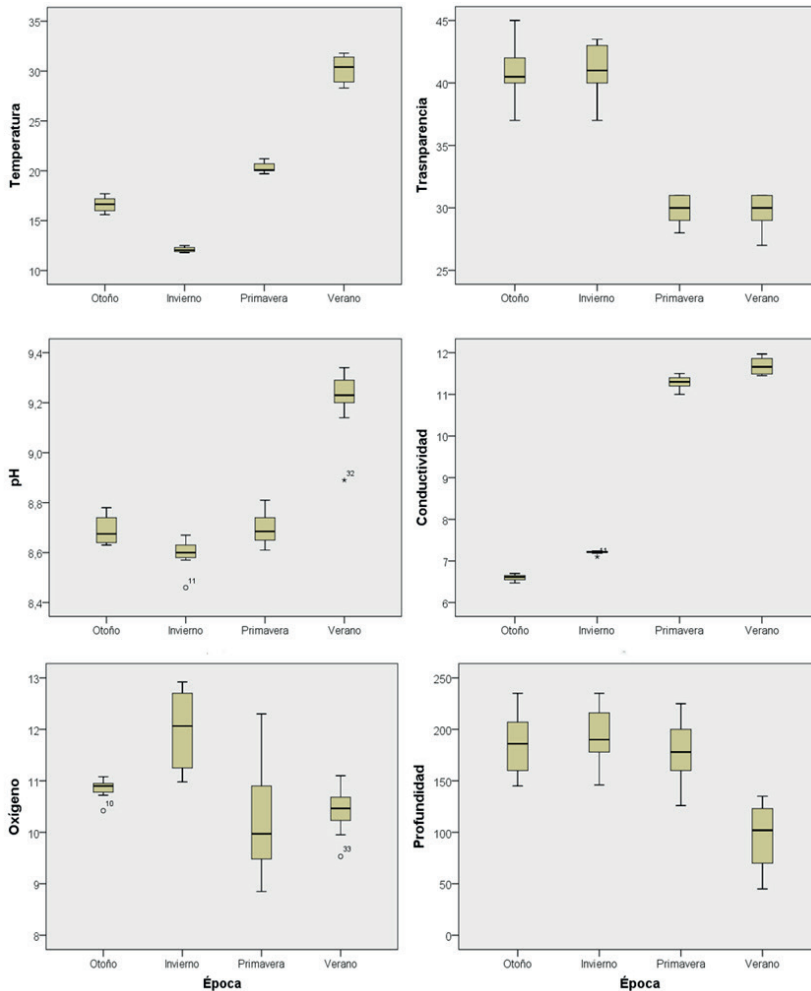 Temperatura
35
30
25
20
15
10
Otoño Invierno Primavera Verano
Trasnparencia
45
40
35
30
25
Otoño Invierno Primavera Verano
pH
9,4
9,2
9,0
8,8
8,6
8,4
11
32
Otoño Invierno Primavera Verano
Conductividad
12
11
10
9
8
7
6
Otoño Invierno Primavera Verano
Oxígeno
13
12
11
10
9
8
10
33
Otoño Invierno Primavera Verano
Época
Profundidad
250
200
150
100
50
0
Otoño Invierno Primavera Verano
Época